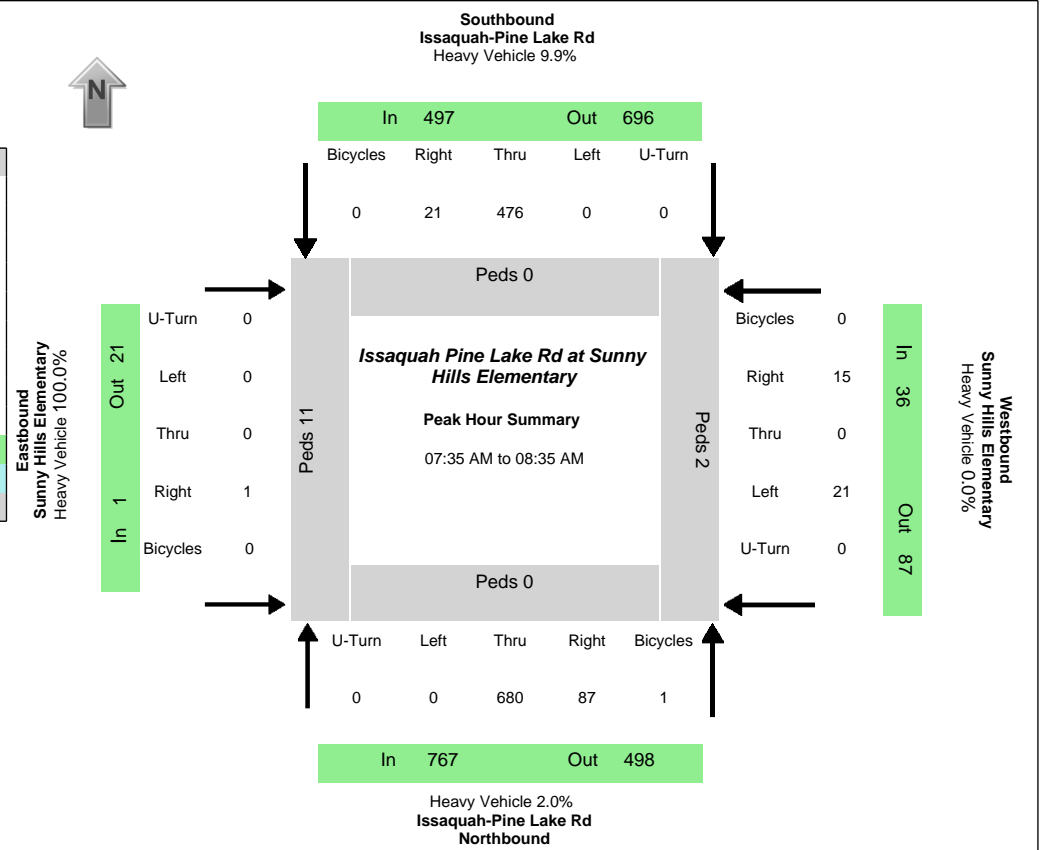 Southbound
Issaquah-Pine Lake Rd
Heavy Vehicle 9.9%
N
In 497 Out 696
Bicycles Right Thru Left U-Turn
0 21 476 0 0
Peds 0
Eastbound
Sunny Hills Elementary
Heavy Vehicle 100.0%
In 1 Out 21
U-Turn 0
Left 0
Thru 0
Right 1
Bicycles 0
Peds 11
Issaquah Pine Lake Rd at Sunny
Hills Elementary
Peak Hour Summary
07:35 AM to 08:35 AM
Peds 2
Bicycles 0
Right 15
Thru 0
Left 21
U-Turn 0
In 36 Out 87
Westbound
Sunny Hills Elementary
Heavy Vehicle 0.0%
Peds 0
U-Turn Left Thru Right Bicycles
0 0 680 87 1
In 767 Out 498
Heavy Vehicle 2.0%
Issaquah-Pine Lake Rd
Northbound